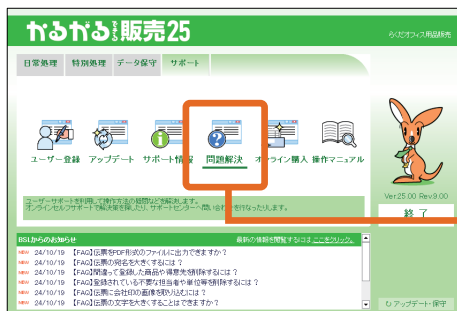 かるがるできる販売25
らくだオフィス用品販売
日常処理 特別処理 データ保守 サポート
ユーザー登録 アップデート サポート情報 問題解決 オンライン購入 操作マニュアル
Ver25.00 Rev.9.00
終了
ユーザーサポートを利用して操作方法の疑問などを解決します。
オンラインセルフサポートで解決策を探したり、サポートセンターへ問い合わせを行なったりします。
BSLからのお知らせ 最新の情報を閲覧するにはここをクリック。
NEW 24/10/19 【FAQ】伝票をPDF形式のファイルに出力できますか?
NEW 24/10/19 【FAQ】伝票の宛名を大きくするには?
NEW 24/10/19 【FAQ】間違って登録した商品や得意先を削除するには?
NEW 24/10/19 【FAQ】登録されている不要な担当者や単位等を削除するには?
NEW 24/10/19 【FAQ】伝票に会社印の画像を取り込むには?
NEW 24/10/19 【FAQ】伝票の文字を大きくすることはできますか?
アップデート・保守